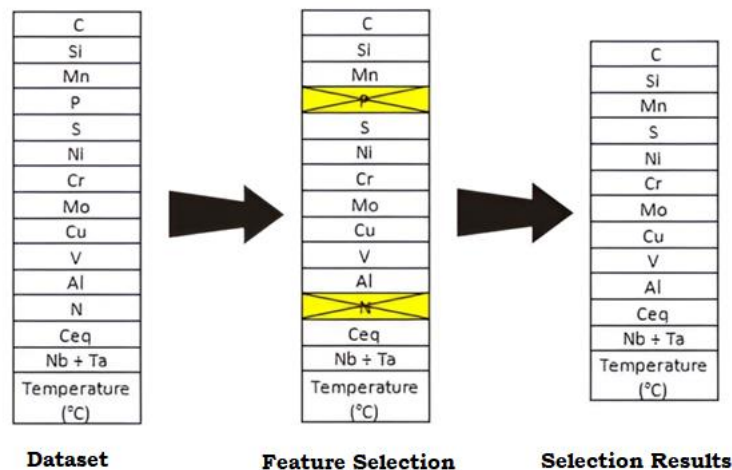 C
Si
Mn
P
S
Ni
Cr
Mo
Cu
V
Al
N
Ceq
Nb + Ta
Temperature
(°C)
Dataset
C
Si
Mn
P
S
Ni
Cr
Mo
Cu
V
Al
N
Ceq
Nb + Ta
Temperature
(°C)
Feature Selection
C
Si
Mn
S
Ni
Cr
Mo
Cu
V
Al
Ceq
Nb + Ta
Temperature
(°C)
Selection Results